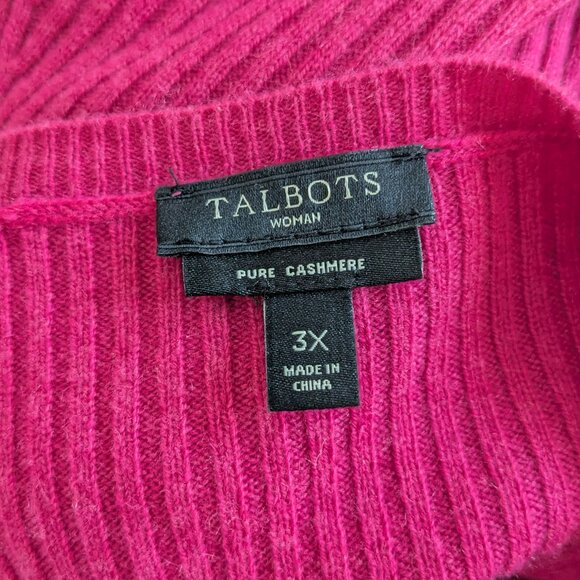 TALBOTS
WOMAN
PURE CASHMERE
3X
MADE IN
CHINA